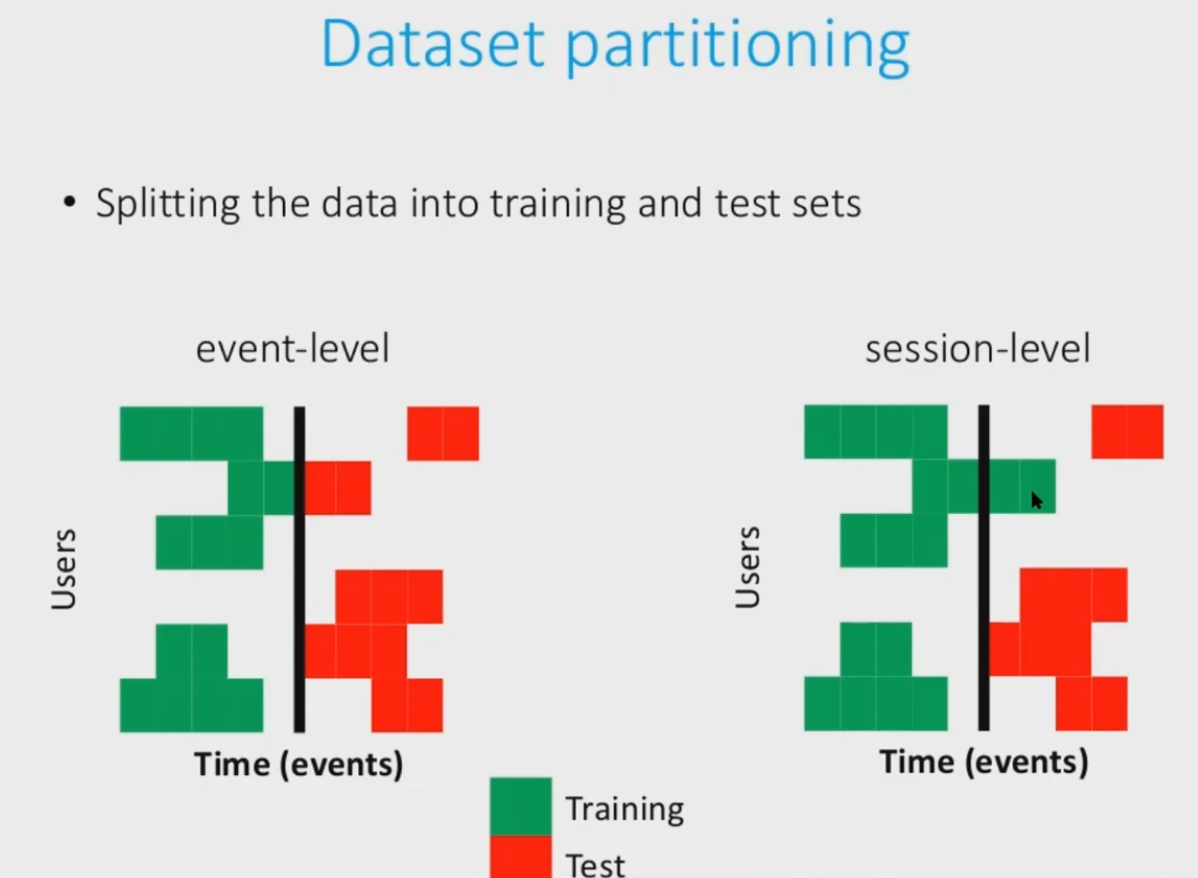 Dataset partitioning
• Splitting the data into training and test sets
event-level
session-level
Users
Users
Time (events)
Time (events)
Training
Test